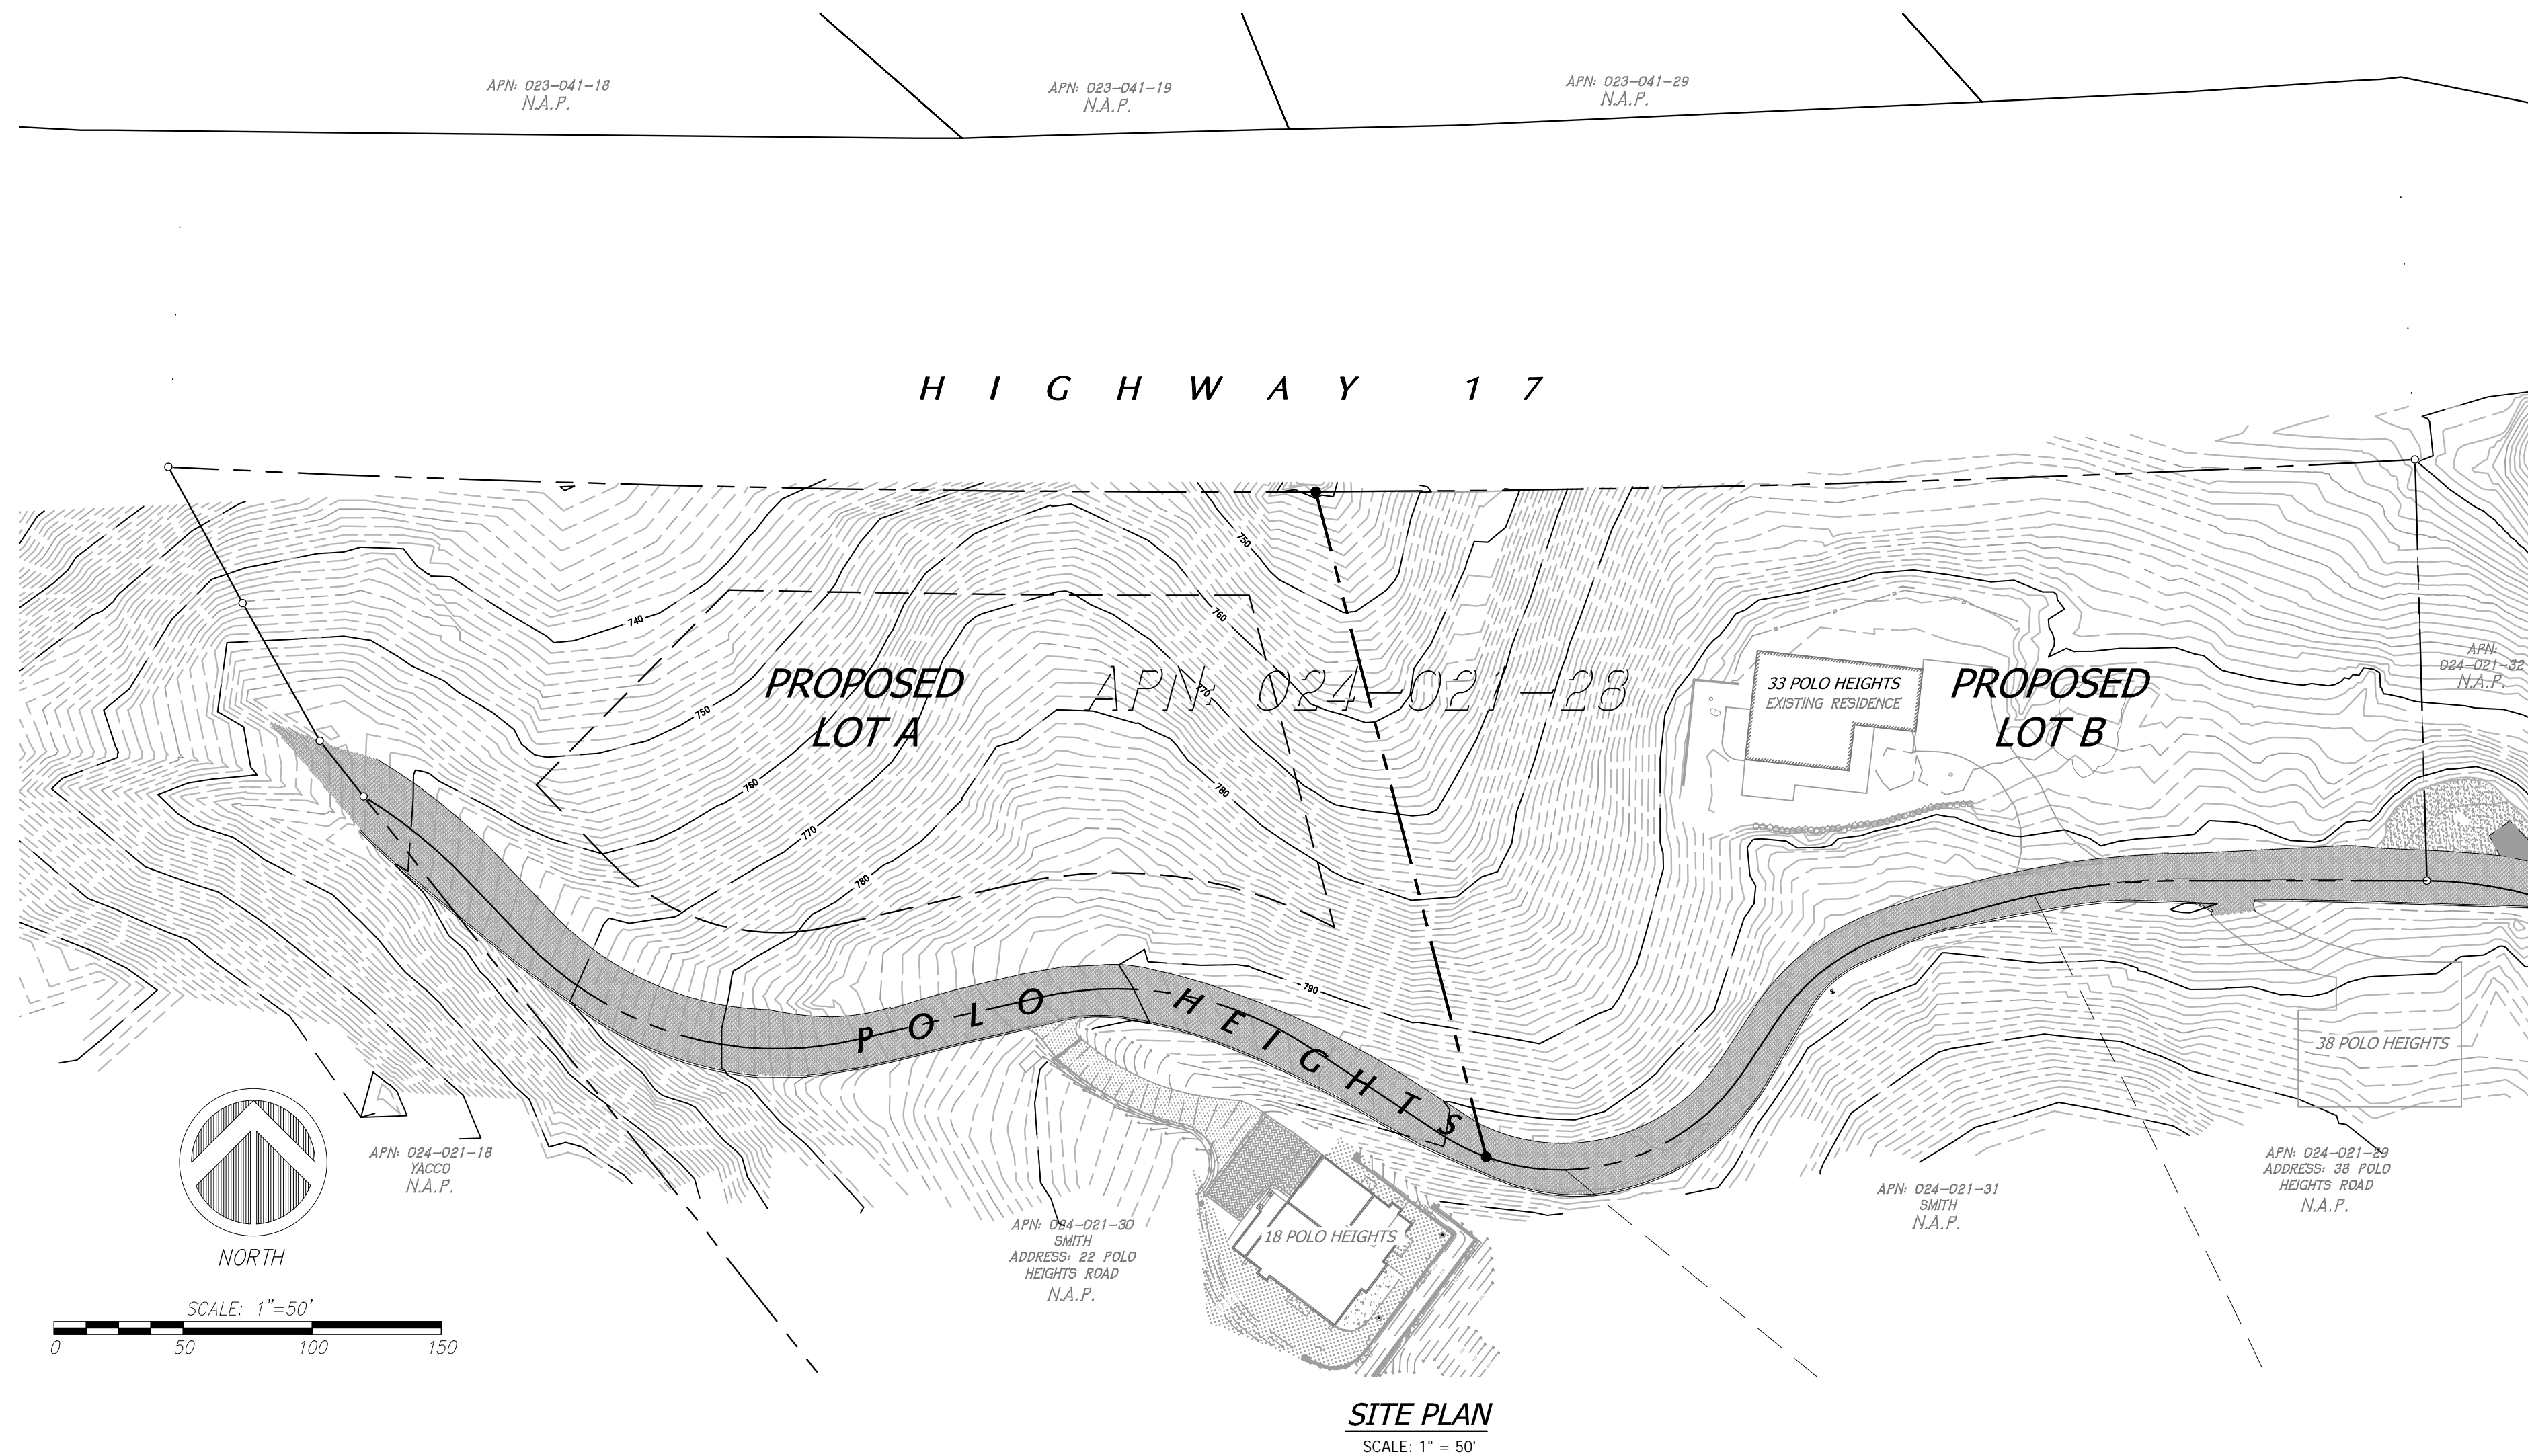 APN: 023-041-18
N.A.P.
APN: 023-041-19
N.A.P.
APN: 023-041-29
N.A.P.
HIGHWAY 17
750
740
760
PROPOSED
LOT A
APN: 024-021-28
770
750
33 POLO HEIGHTS
EXISTING RESIDENCE
PROPOSED
LOT B
APN:
024-021-32
N.A.P.
760
780
770
780
790
POLO HEIGHTS
38 POLO HEIGHTS
APN: 024-021-18
YACCO
N.A.P.
NORTH
APN: 024-021-30
SMITH
ADDRESS: 22 POLO
HEIGHTS ROAD
N.A.P.
18 POLO HEIGHTS
APN: 024-021-31
SMITH
N.A.P.
APN: 024-021-29
ADDRESS: 38 POLO
HEIGHTS ROAD
N.A.P.
SCALE: 1"=50'
0 50 100 150
SITE PLAN
SCALE: 1" = 50'